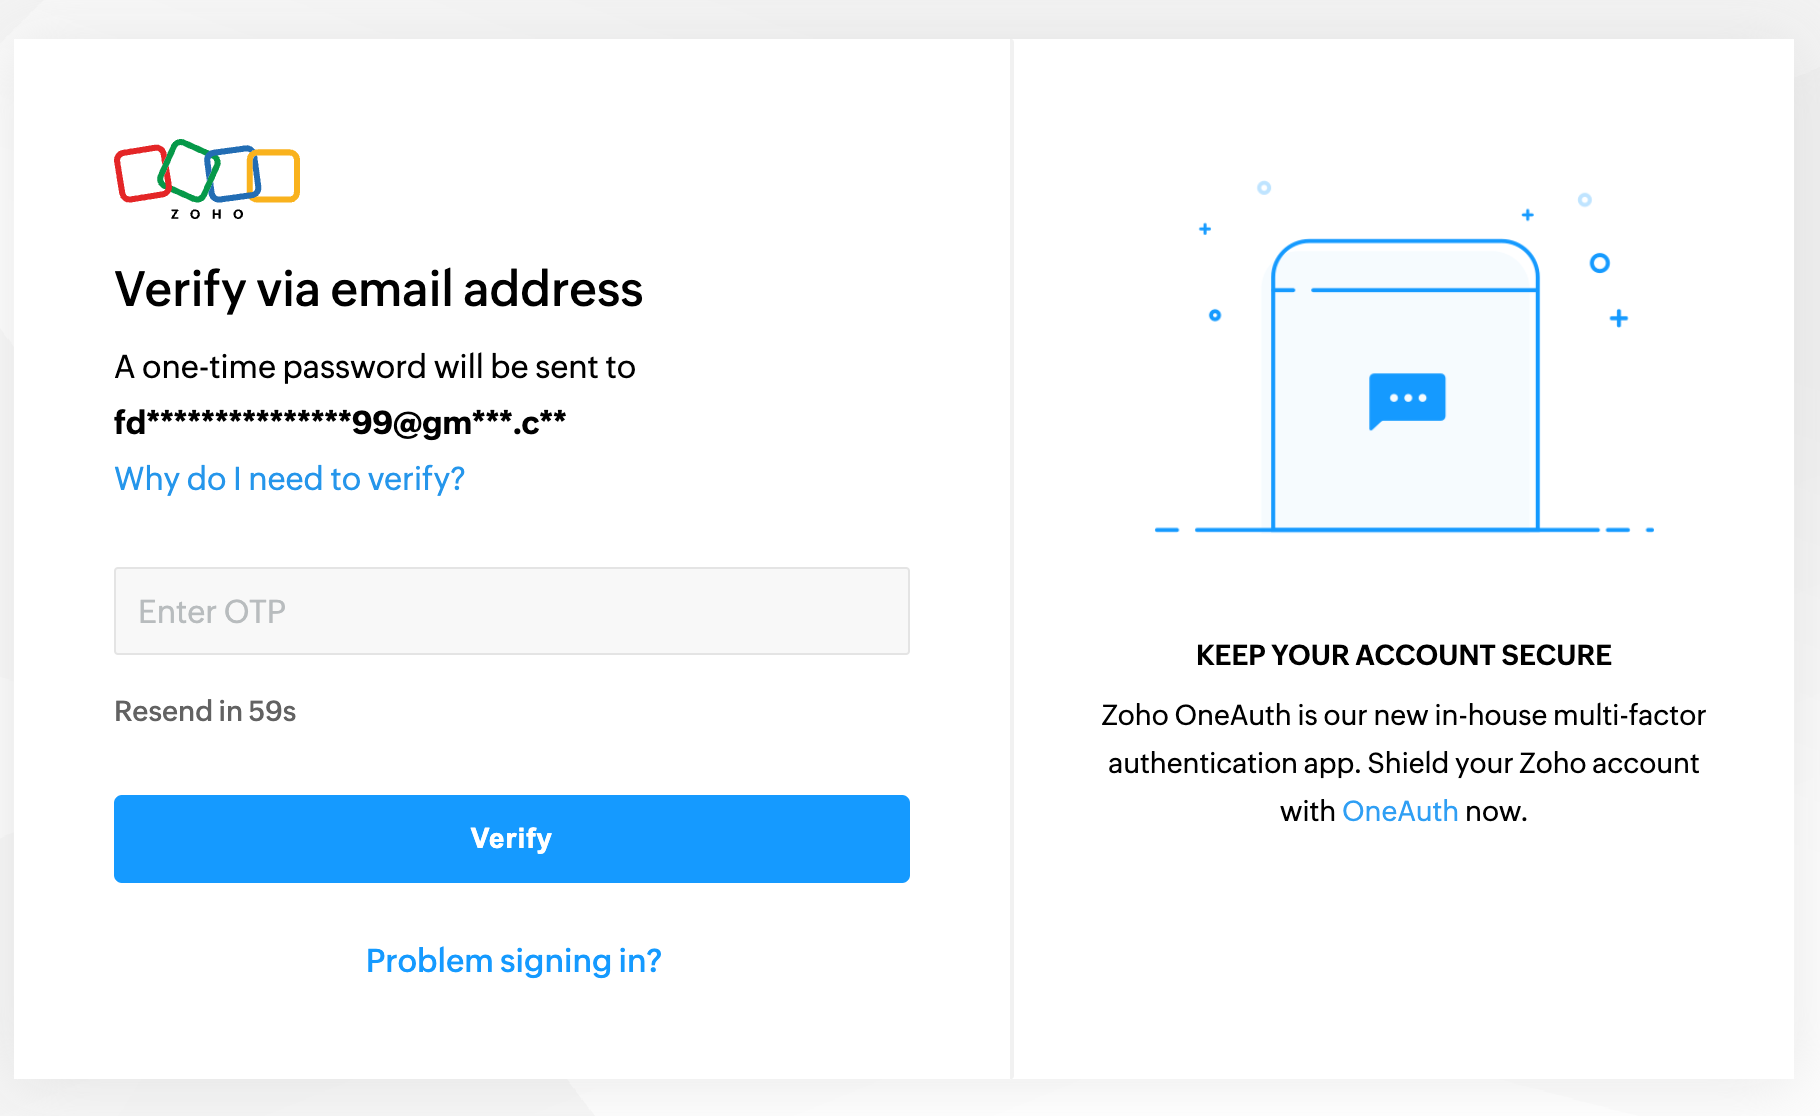 ZOHO
Verify via email address
A one-time password will be sent to
fd***************99@gm***.c**
Why do I need to verify?
Enter OTP
Resend in 59s
Verify
Problem signing in?
KEEP YOUR ACCOUNT SECURE
Zoho OneAuth is our new in-house multi-factor
authentication app. Shield your Zoho account
with OneAuth now.